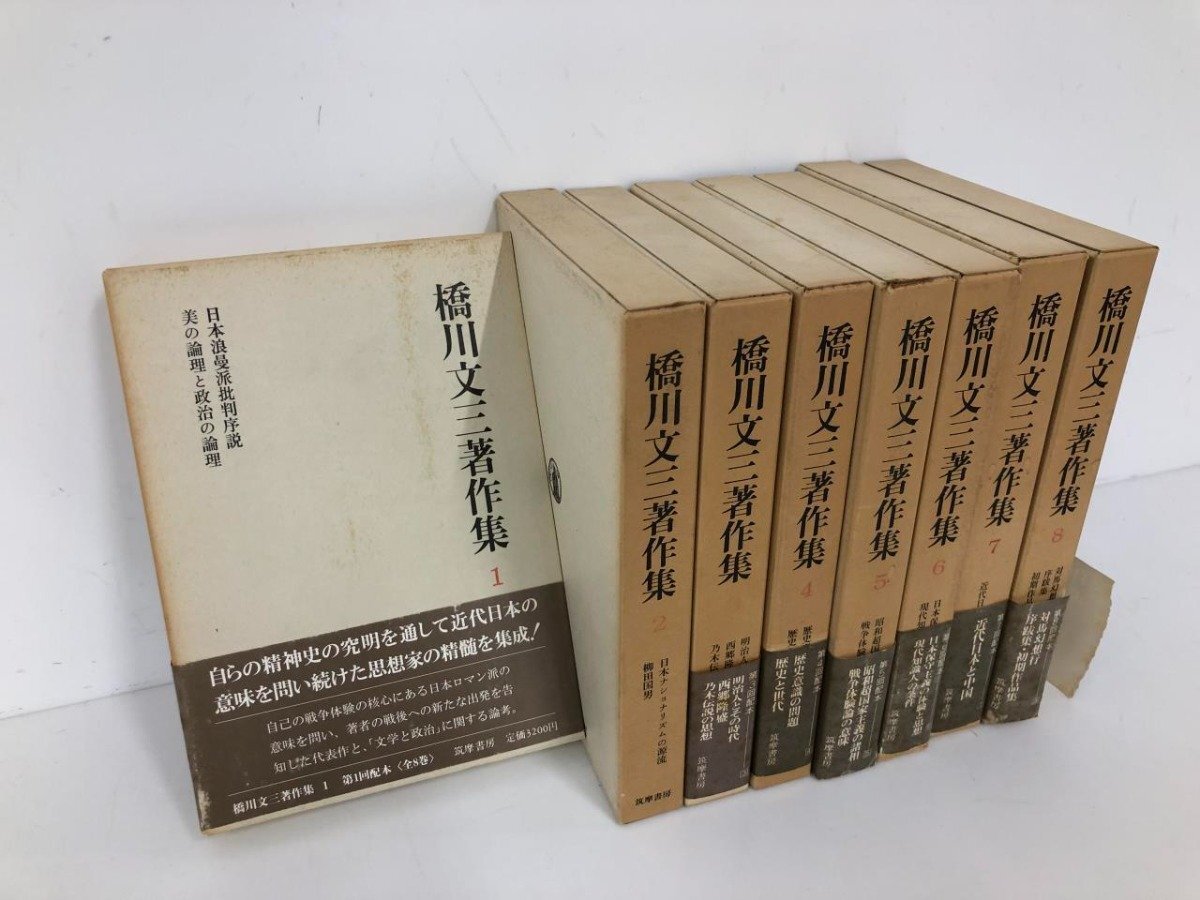 橋川文三著作集
1
日本浪曼派批判序説
美の論理と政治の論理
自らの精神史の究明を通して近代日本の
意味を問い続けた思想家の精髄を集成!
自己の戦争体験の核心にある日本ロマン派の
意味を問い、著者の戦後への新たな出発を告
知した代表作と、「文学と政治」に関する論考。
橋川文三著作集 1 第1回配本〈全8巻〉 筑摩書房 定価3200円
橋川文三著作集
2
日本ナショナリズムの源流
柳田国男
筑摩書房
橋川文三著作集
明治人とその時代
西郷隆盛
乃木伝説の思想
筑摩書房
橋川文三著作集
4
歴史意識の問題
歴史と世代
筑摩書房
橋川文三著作集
5
昭和超国家主義の諸相
戦争体験論の意味
筑摩書房
橋川文三著作集
6
日本保守主義の体験と思想
現代知識人の条件
筑摩書房
橋川文三著作集
7
近代日本と中国
筑摩書房
橋川文三著作集
8
対馬幻想行
序跋集・初期作品集
筑摩書房